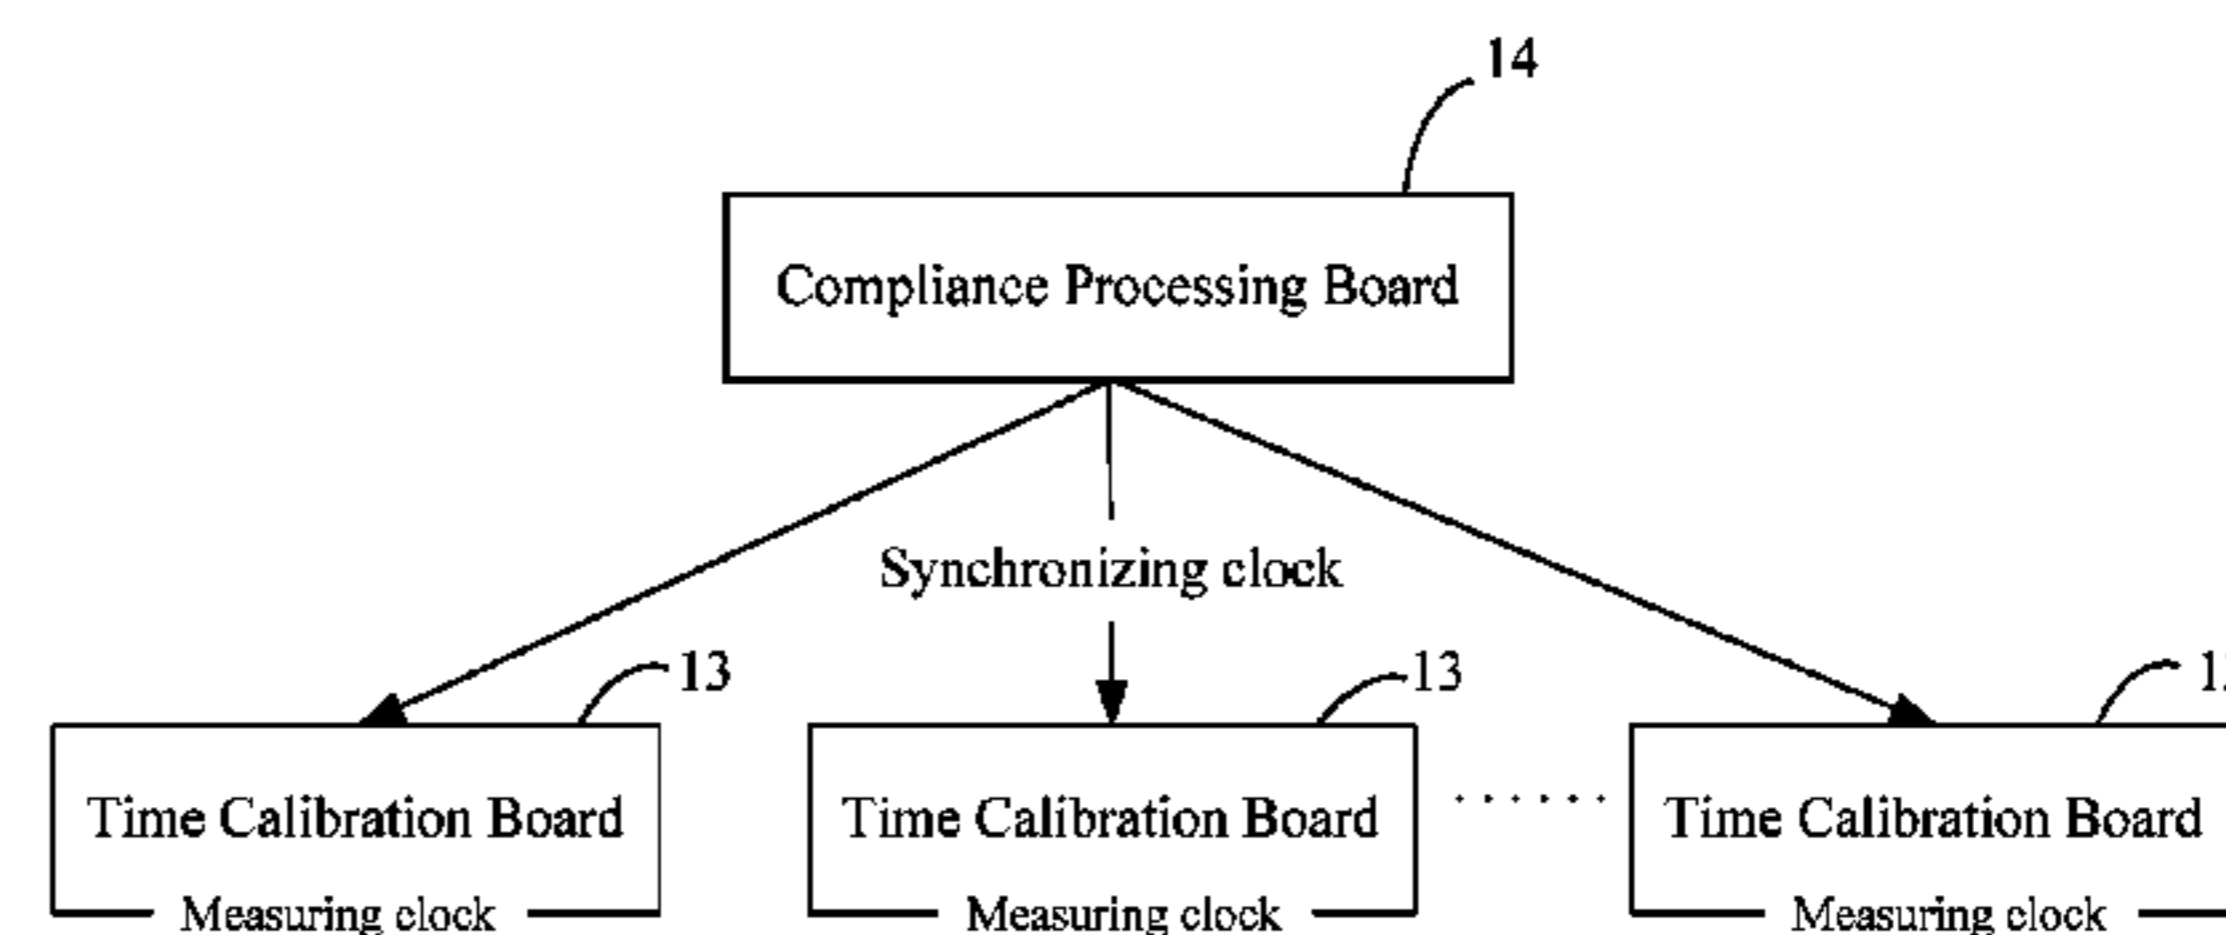 14
Compliance Processing Board
Synchronizing clock
13
13
Time Calibration Board
Time Calibration Board
......
Time Calibration Board
Measuring clock
Measuring clock
Measuring clock